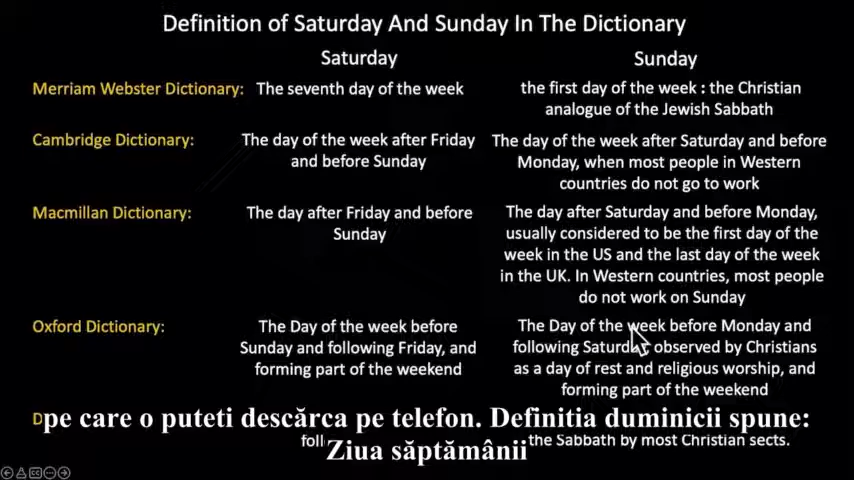 Definition of Saturday And Sunday In The Dictionary
Saturday
Sunday
Merriam Webster Dictionary:
The seventh day of the week
the first day of the week : the Christian
analogue of the Jewish Sabbath
Cambridge Dictionary:
The day of the week after Friday
and before Sunday
The day of the week after Saturday and before
Monday, when most people in Western
countries do not go to work
Macmillan Dictionary:
The day after Friday and before
Sunday
The day after Saturday and before Monday,
usually considered to be the first day of the
week in the US and the last day of the week
in the UK. In Western countries, most people
do not work on Sunday
Oxford Dictionary:
The Day of the week before
Sunday and following Friday, and
forming part of the weekend
The Day of the week before Monday and
following Saturday, observed by Christians
as a day of rest and religious worship, and
forming part of the weekend
pe care o puteti descărca pe telefon. Definitia duminicii spune:
Ziua săptămânii
the Sabbath by most Christian sects.